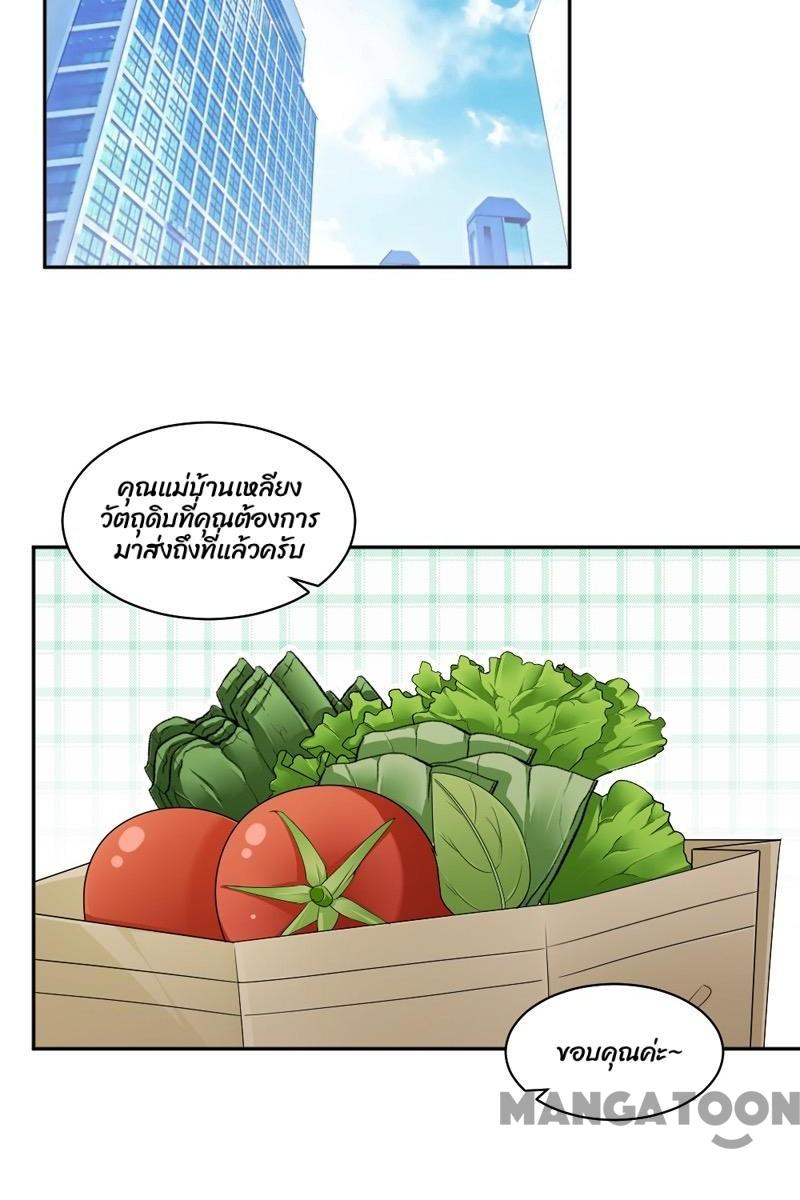 คุณแม่บ้านเหลียง
วัตถุดิบที่คุณต้องการ
มาส่งถึงที่แล้วครับ
ขอบคุณค่ะ~
MANGATOON